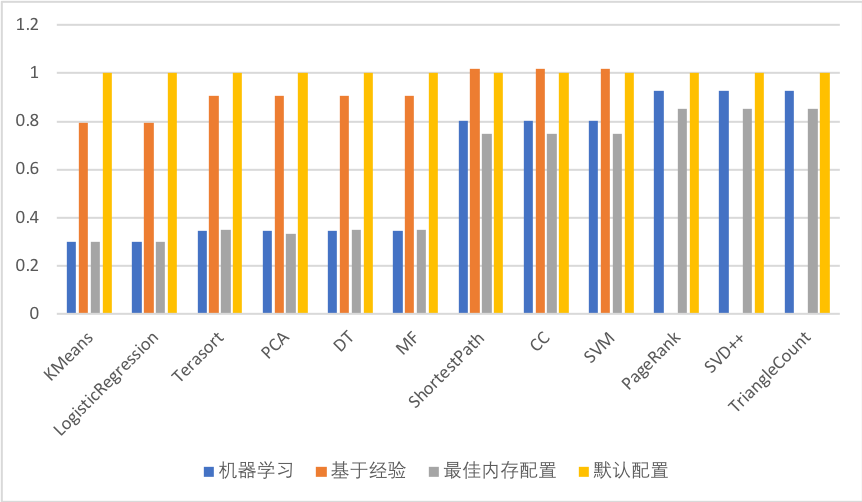 1.2
1
0.8
0.6
0.4
0.2
0
KMeans
LogisticRegression
Terasort
PCA
DT
MF
ShortestPath
CC
SVM
PageRank
SVD++
TriangleCount
机器学习 基于经验 最佳内存配置 默认配置